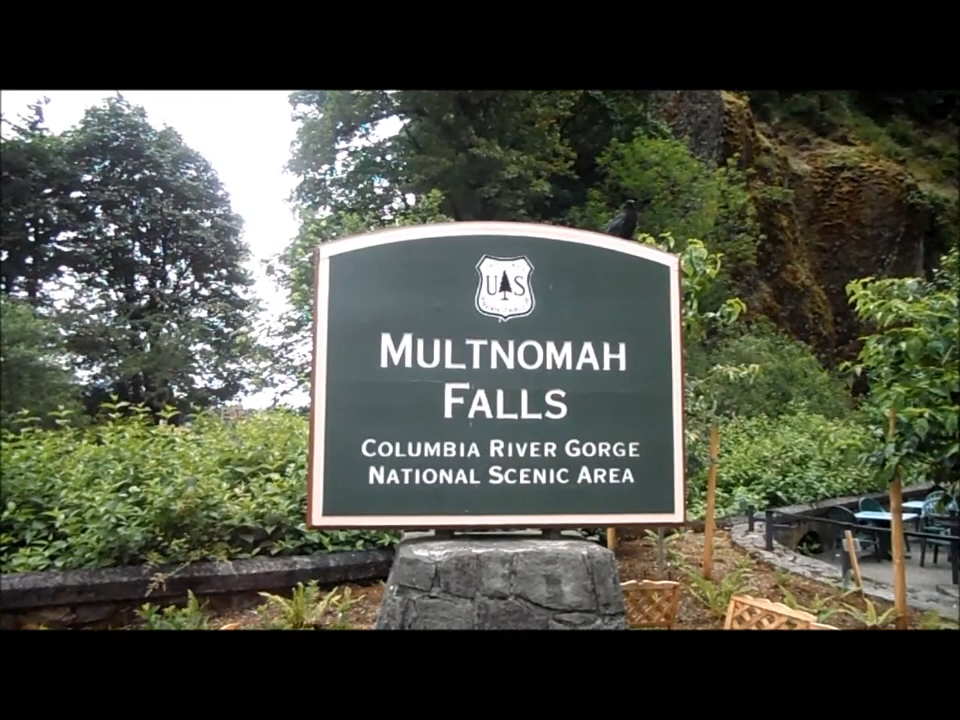 US
MULTNOMAH
FALLS
COLUMBIA RIVER GORGE
NATIONAL SCENIC AREA